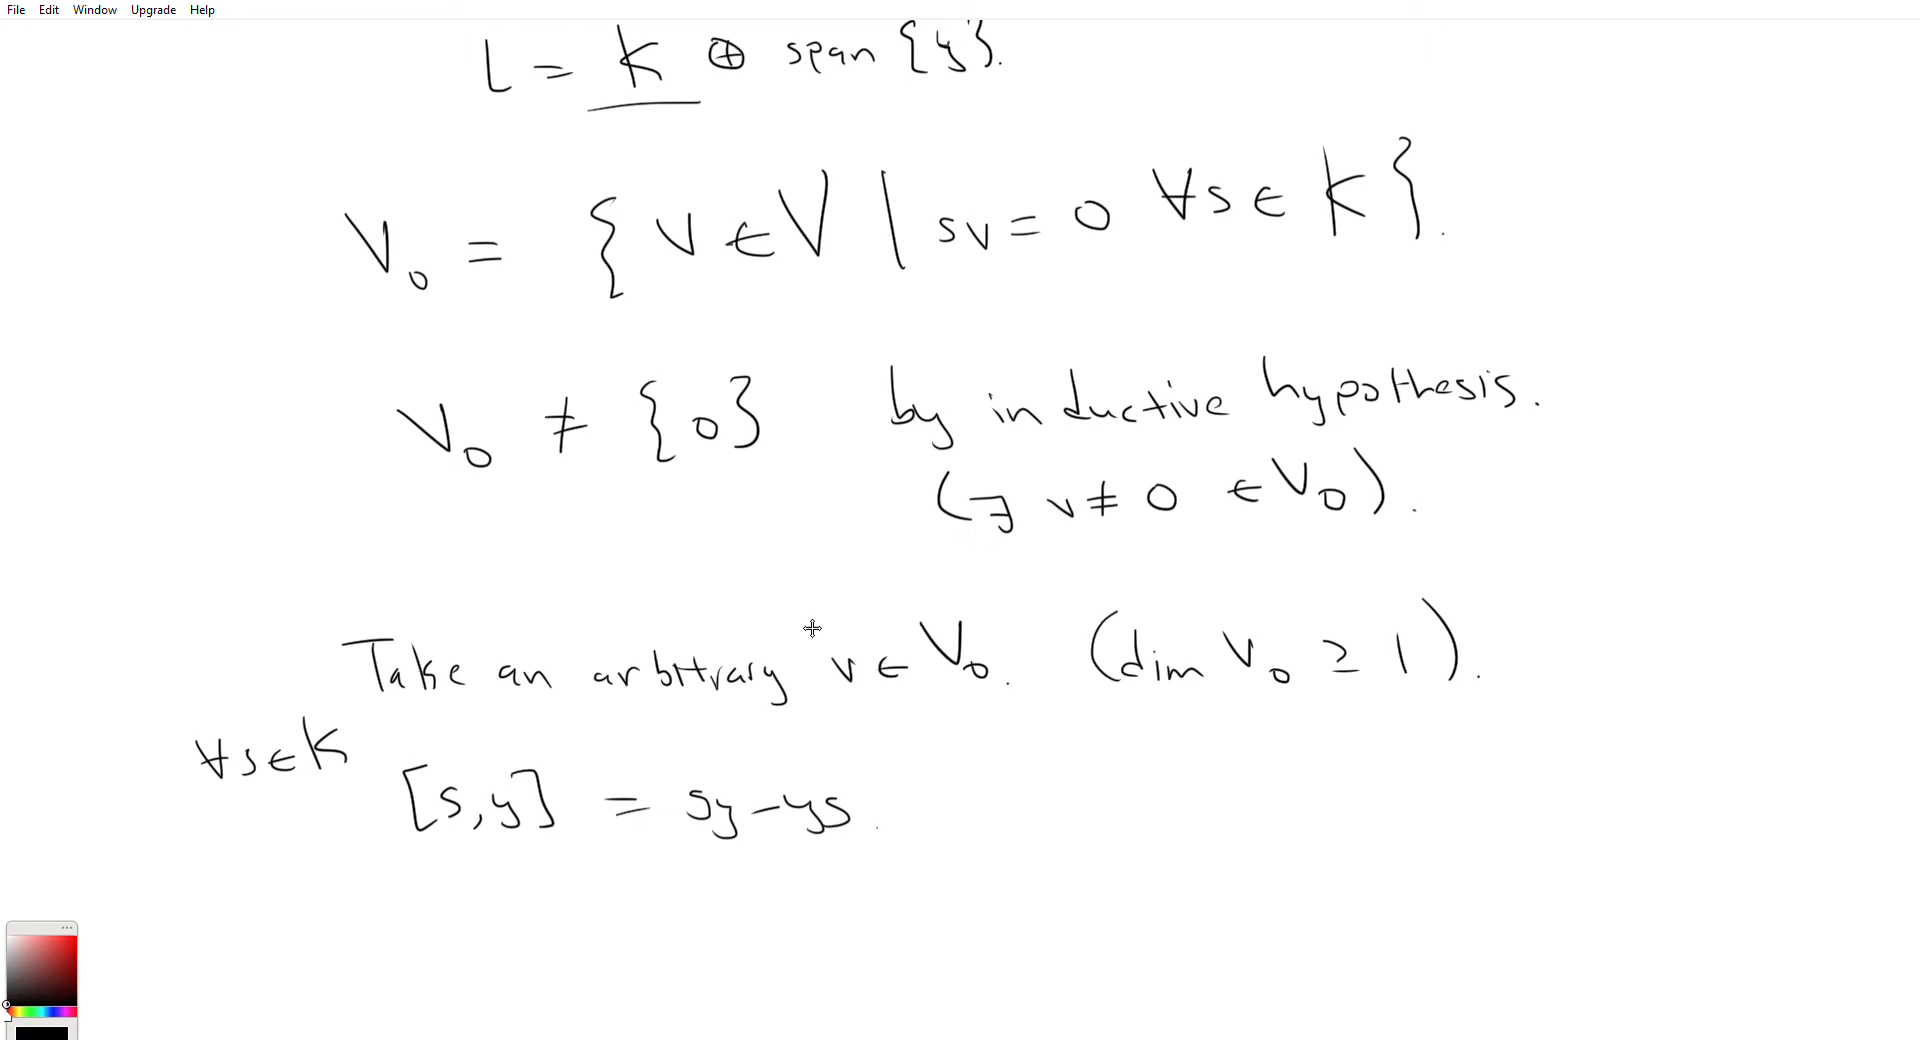 File Edit Window Upgrade Help
L = K ⊕ span {y}.
V₀ = { v ∈ V | sv = 0 ∀s ∈ K }.
V₀ ≠ {0} by inductive hypothesis.
(∃ v ≠ 0 ∈ V₀).
Take an arbitrary v ∈ V₀. (dim V₀ ≥ 1).
∀s∈K
[s,y] = sy-ys.